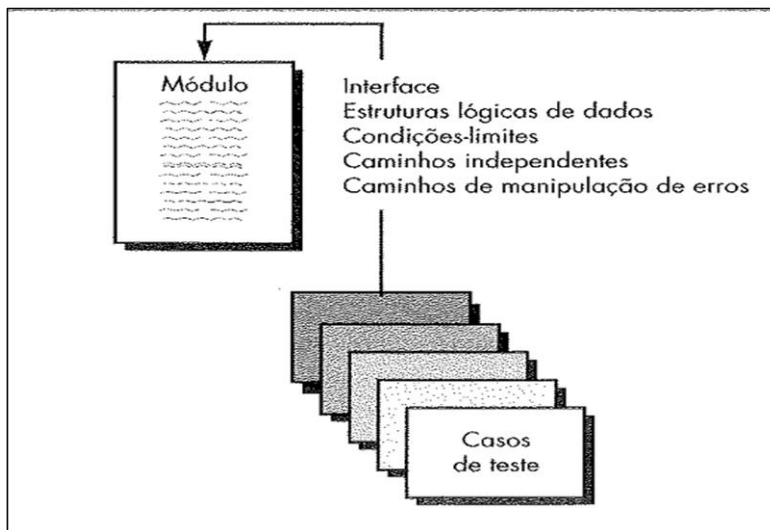 Módulo
Interface
Estruturas lógicas de dados
Condições-limites
Caminhos independentes
Caminhos de manipulação de erros
Casos
de teste